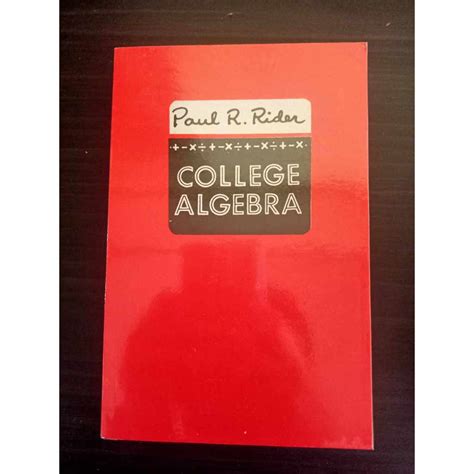 Paul R. Rider
·+-×÷+-×÷+-×÷+-×·
COLLEGE
ALGEBRA